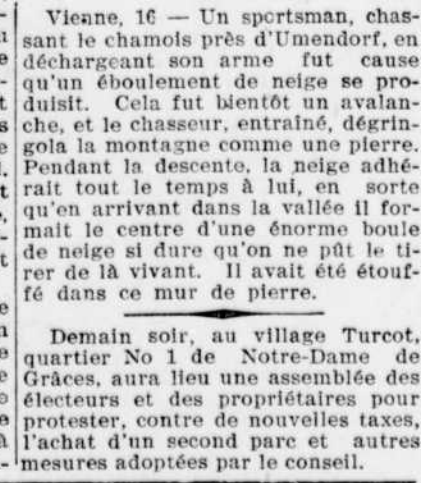 Vienne, 16 — Un sportsman, chas-
sant le chamois près d'Umendorf, en
déchargeant son arme fut cause
qu'un éboulement de neige se pro-
duisit. Cela fut bientôt un avalan-
che, et le chasseur, entraîné, dégrin-
gola la montagne comme une pierre.
Pendant la descente, la neige adhé-
rait tout le temps à lui, en sorte
qu'en arrivant dans la vallée il for-
mait le centre d'une énorme boule
de neige si dure qu'on ne pût le ti-
rer de là vivant. Il avait été étouf-
fé dans ce mur de pierre.
Demain soir, au village Turcot,
quartier No 1 de Notre-Dame de
Grâces, aura lieu une assemblée des
électeurs et des propriétaires pour
protester, contre de nouvelles taxes,
l'achat d'un second parc et autres
mesures adoptées par le conseil.